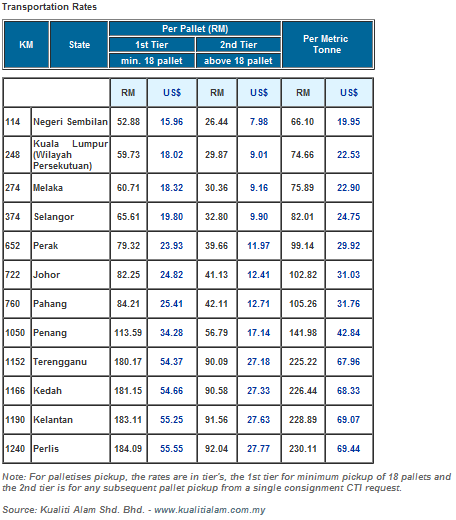 Transportation Rates
KM State Per Pallet (RM) Per Metric Tonne
1st Tier 2nd Tier
min. 18 pallet above 18 pallet
RM US$ RM US$ RM US$
114 Negeri Sembilan 52.88 15.96 26.44 7.98 66.10 19.95
248 Kuala Lumpur (Wilayah Persekutuan) 59.73 18.02 29.87 9.01 74.66 22.53
274 Melaka 60.71 18.32 30.36 9.16 75.89 22.90
374 Selangor 65.61 19.80 32.80 9.90 82.01 24.75
652 Perak 79.32 23.93 39.66 11.97 99.14 29.92
722 Johor 82.25 24.82 41.13 12.41 102.82 31.03
760 Pahang 84.21 25.41 42.11 12.71 105.26 31.76
1050 Penang 113.59 34.28 56.79 17.14 141.98 42.84
1152 Terengganu 180.17 54.37 90.09 27.18 225.22 67.96
1166 Kedah 181.15 54.66 90.58 27.33 226.44 68.33
1190 Kelantan 183.11 55.25 91.56 27.63 228.89 69.07
1240 Perlis 184.09 55.55 92.04 27.77 230.11 69.44
Note: For palletises pickup, the rates are in tier's, the 1st tier for minimum pickup of 18 pallets and
the 2nd tier is for any subsequent pallet pickup from a single consignment CTI request.
Source: Kualiti Alam Shd. Bhd. - www.kualitialam.com.my